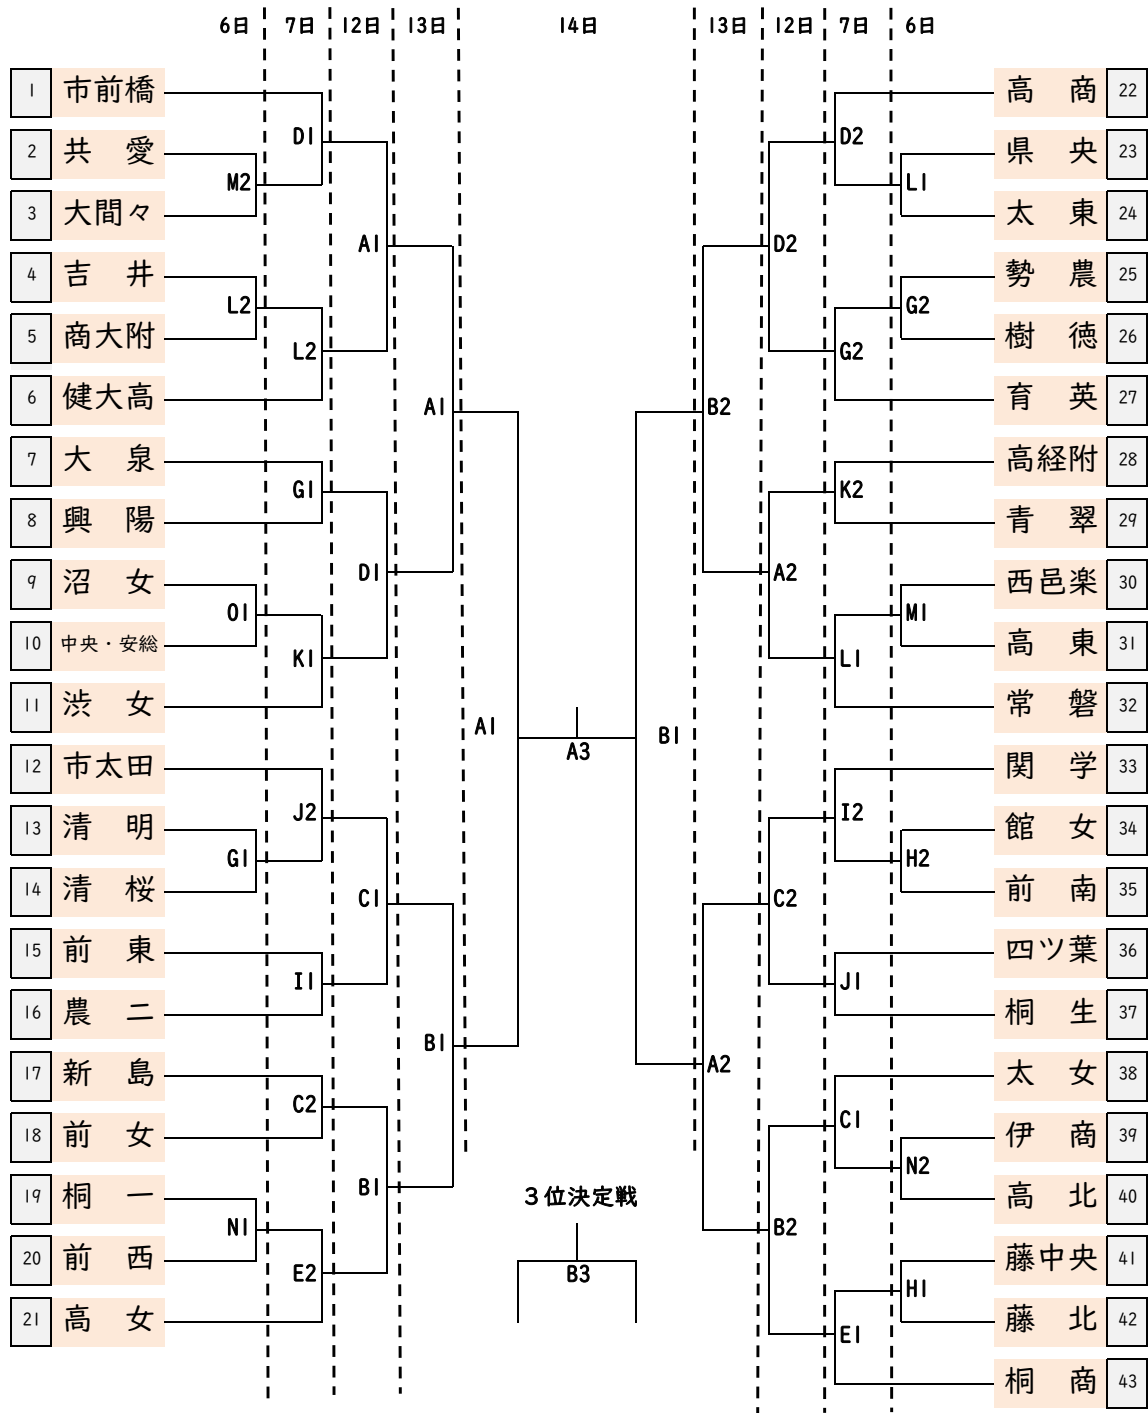 6日 7日 12日 13日 14日 13日 12日 7日 6日
1 市前橋 高 商 22
D1 D2
2 共 愛 県 央 23
M2 L1
3 大間々 太 東 24
A1 D2
4 吉 井 勢 農 25
L2 G2
5 商大附 樹 徳 26
L2 G2
6 健大高 育 英 27
A1 B2
7 大 泉 高経附 28
G1 K2
8 興 陽 青 翠 29
D1 A2
9 沼 女 西邑楽 30
O1 M1
10 中央・安総 高 東 31
K1 L1
11 渋 女 常 磐 32
A1 B1
A3
12 市太田 関 学 33
J2 I2
13 清 明 館 女 34
G1 H2
14 清 桜 前 南 35
C1 C2
15 前 東 四ツ葉 36
I1 J1
16 農 二 桐 生 37
B1 A2
17 新 島 太 女 38
C2 C1
18 前 女 伊 商 39
N2
B1
19 桐 一 3位決定戦 高 北 40
N1 B2
20 前 西 藤中央 41
E2 B3 H1
21 高 女 藤 北 42
E1
桐 商 43